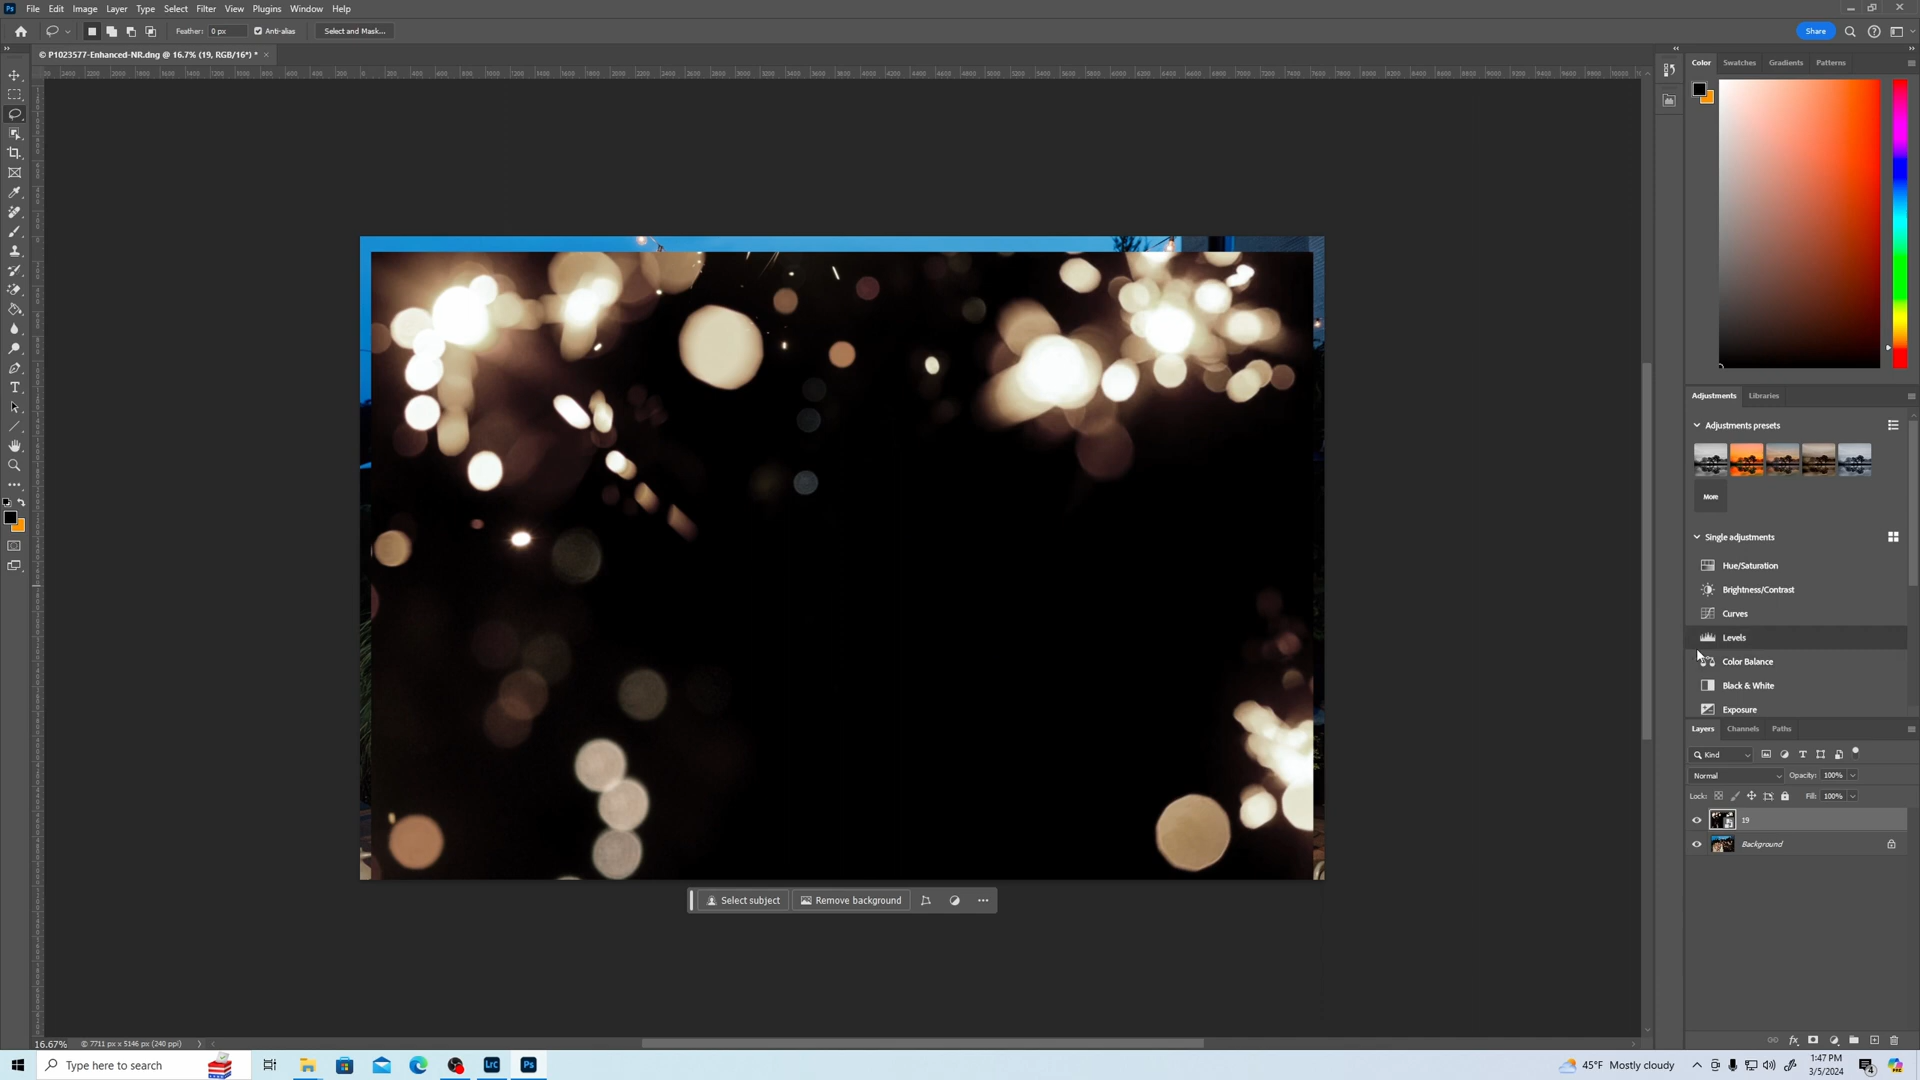 Ps File Edit Image Layer Type Select Filter View Plugins Window Help
Feather: 0 px Anti-alias Select and Mask... Share
© P1023577-Enhanced-NR.dng @ 16.7% (19, RGB/16*) * ×
Color Swatches Gradients Patterns
Adjustments Libraries
Adjustments presets
More
Single adjustments
Hue/Saturation
Brightness/Contrast
Curves
Levels
Color Balance
Black & White
Exposure
Layers Channels Paths
Kind
Normal Opacity: 100%
Lock: Fill: 100%
19
Background
Select subject Remove background
16.67% © 7711 px x 5146 px (240 ppi)
Type here to search LrC Ps 45°F Mostly cloudy 1:47 PM
3/5/2024 4